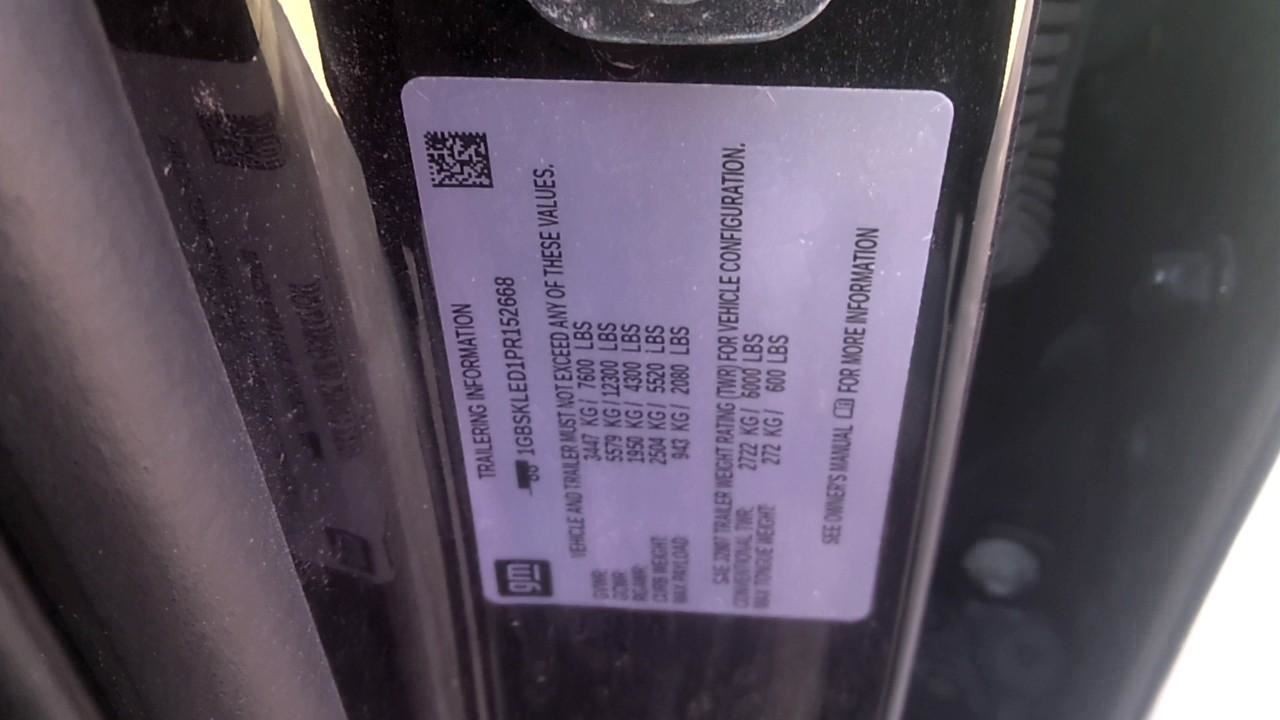 TRAILERING INFORMATION
1GBSKLED1PR152668
gm
VEHICLE AND TRAILER MUST NOT EXCEED ANY OF THESE VALUES.
GVWR: 3447 KG/ 7600 LBS
GCWR: 5579 KG/12300 LBS
RGAWR: 1950 KG/ 4300 LBS
CURB WEIGHT: 2504 KG/ 5520 LBS
MAX PAYLOAD 943 KG/ 2080 LBS
SAE J2807 TRAILER WEIGHT RATING (TWR) FOR VEHICLE CONFIGURATION.
CONVENTIONAL TWR: 2722 KG/ 6000 LBS
MAX TONGUE WEIGHT: 272 KG/ 600 LBS
SEE OWNER'S MANUAL FOR MORE INFORMATION